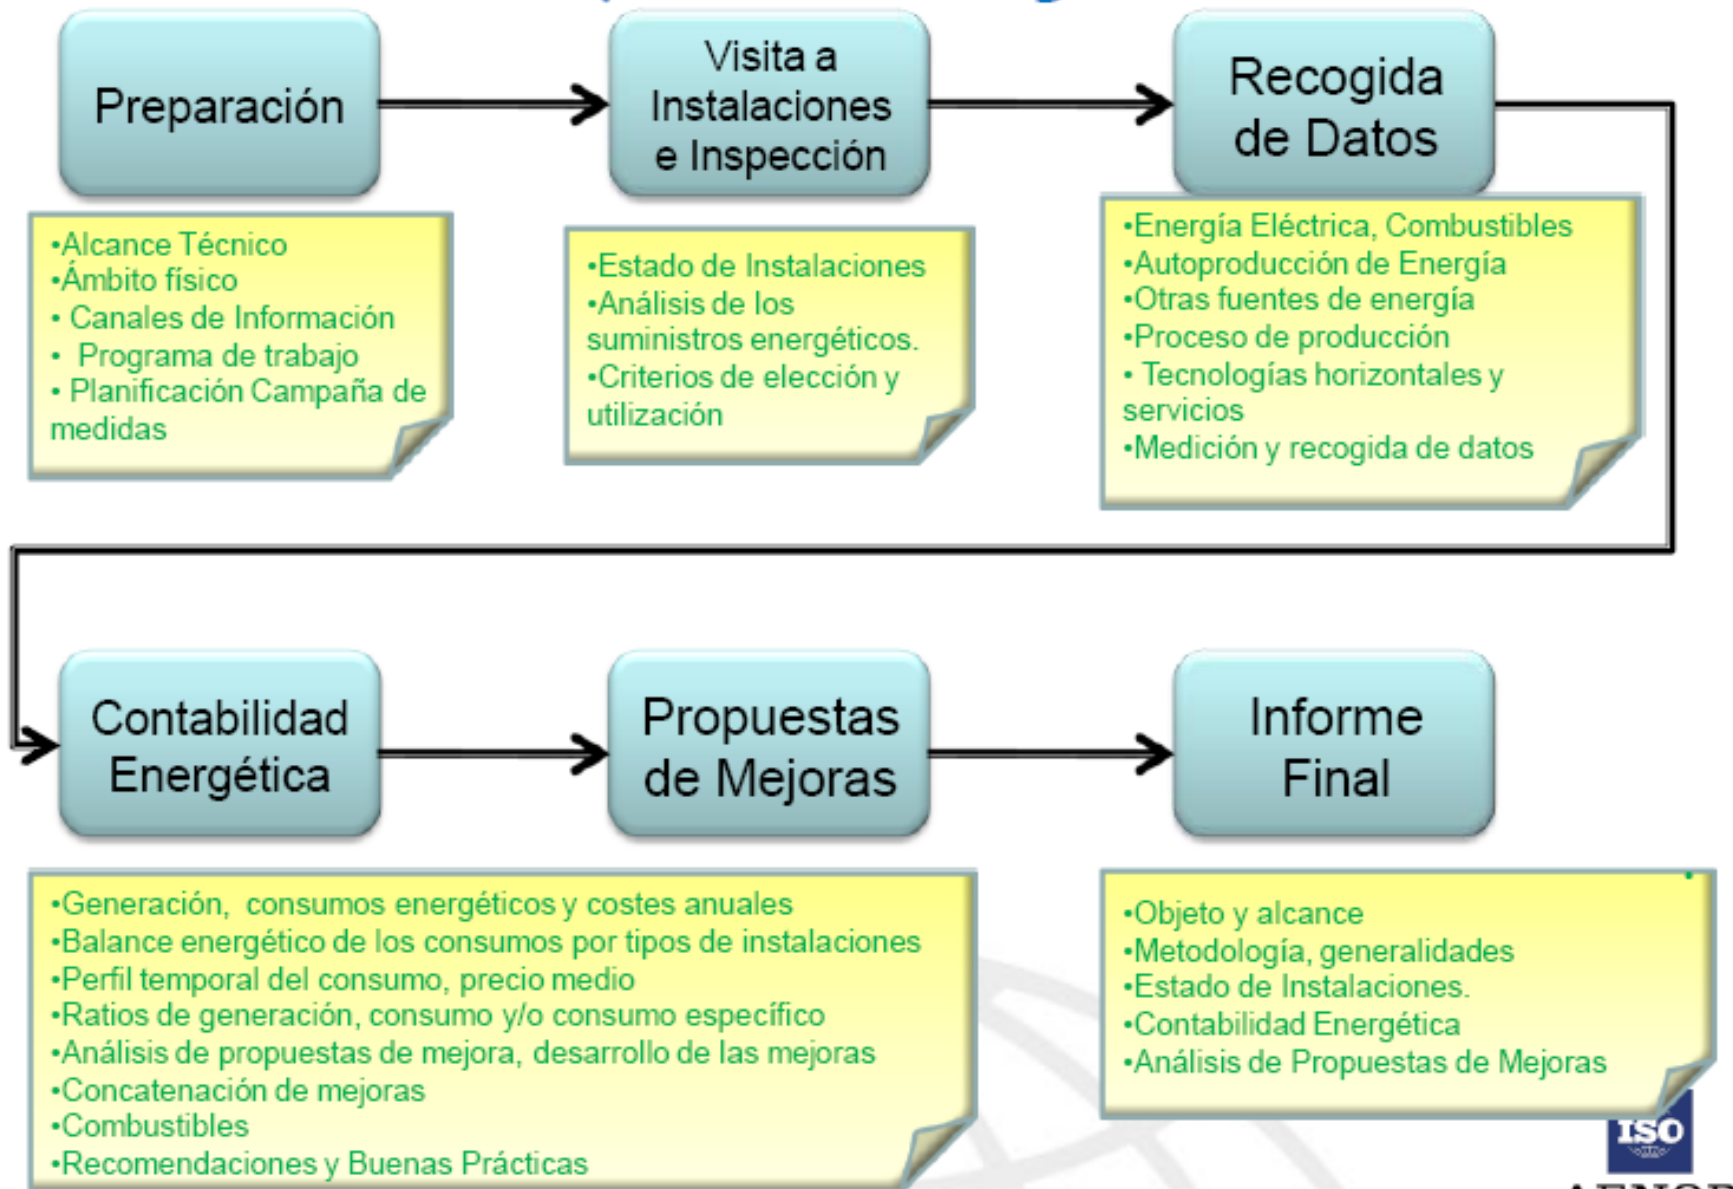 Preparación
Visita a
Instalaciones
e Inspección
Recogida
de Datos
•Alcance Técnico
•Ámbito físico
• Canales de Información
• Programa de trabajo
• Planificación Campaña de
medidas
•Estado de Instalaciones
•Análisis de los
suministros energéticos.
•Criterios de elección y
utilización
•Energía Eléctrica, Combustibles
•Autoproducción de Energía
•Otras fuentes de energía
•Proceso de producción
• Tecnologías horizontales y
servicios
•Medición y recogida de datos
Contabilidad
Energética
Propuestas
de Mejoras
Informe
Final
•Generación, consumos energéticos y costes anuales
•Balance energético de los consumos por tipos de instalaciones
•Perfil temporal del consumo, precio medio
•Ratios de generación, consumo y/o consumo específico
•Análisis de propuestas de mejora, desarrollo de las mejoras
•Concatenación de mejoras
•Combustibles
•Recomendaciones y Buenas Prácticas
•Objeto y alcance
•Metodología, generalidades
•Estado de Instalaciones.
•Contabilidad Energética
•Análisis de Propuestas de Mejoras
ISO